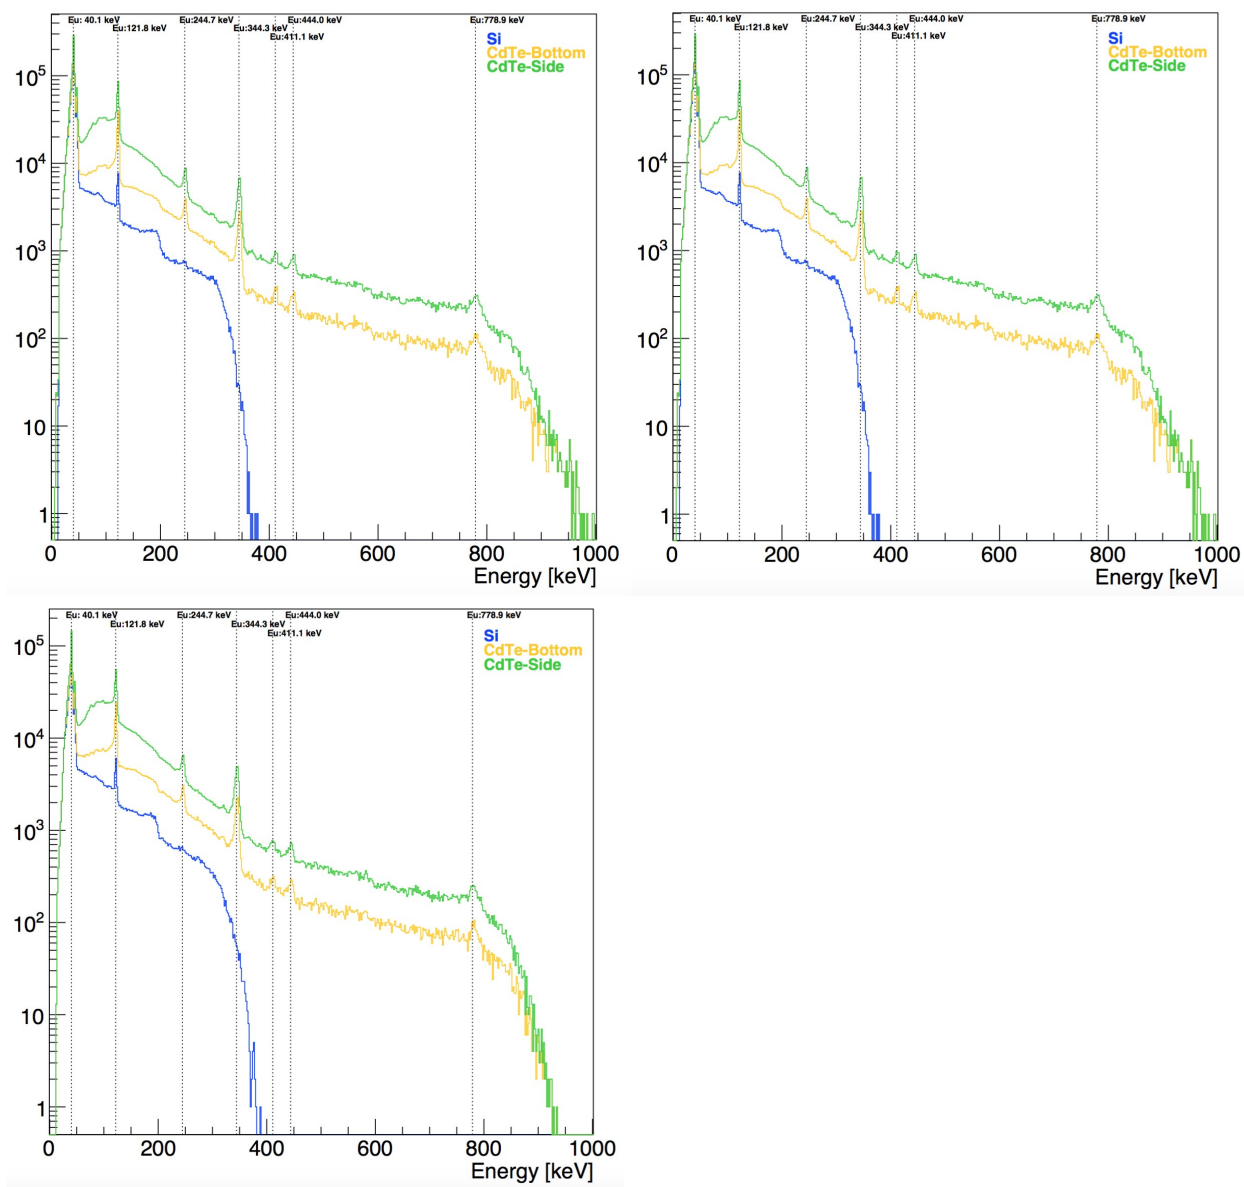 Eu: 40.1 keV Eu:244.7 keV Eu:444.0 keV Eu:778.9 keV
Eu:121.8 keV Eu:344.3 keV
Eu:411.1 keV
Si
CdTe-Bottom
CdTe-Side
10^5
10^4
10^3
10^2
10
1
0 200 400 600 800 1000
Energy [keV]
Eu: 40.1 keV Eu:244.7 keV Eu:444.0 keV Eu:778.9 keV
Eu:121.8 keV Eu:344.3 keV
Eu:411.1 keV
Si
CdTe-Bottom
CdTe-Side
10^5
10^4
10^3
10^2
10
1
0 200 400 600 800 1000
Energy [keV]
Eu: 40.1 keV Eu:244.7 keV Eu:444.0 keV Eu:778.9 keV
Eu:121.8 keV Eu:344.3 keV
Eu:411.1 keV
Si
CdTe-Bottom
CdTe-Side
10^5
10^4
10^3
10^2
10
1
0 200 400 600 800 1000
Energy [keV]